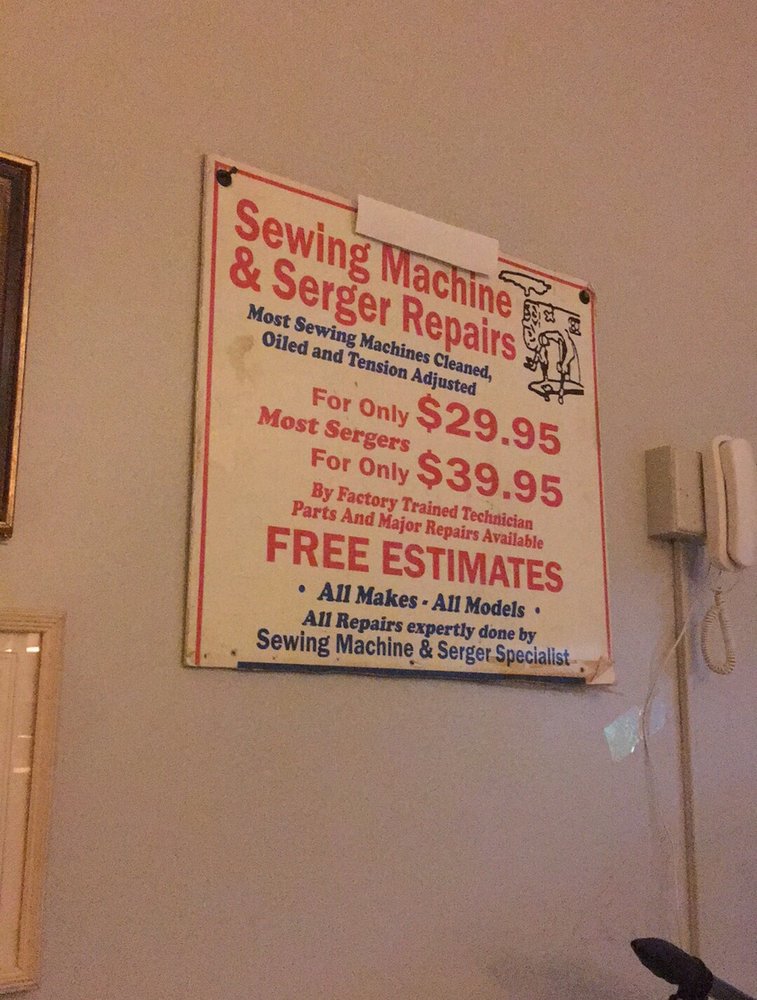 Sewing Machine
& Serger Repairs
Most Sewing Machines Cleaned,
Oiled and Tension Adjusted
For Only $29.95
Most Sergers
For Only $39.95
By Factory Trained Technician
Parts And Major Repairs Available
FREE ESTIMATES
• All Makes - All Models •
All Repairs expertly done by
Sewing Machine & Serger Specialist